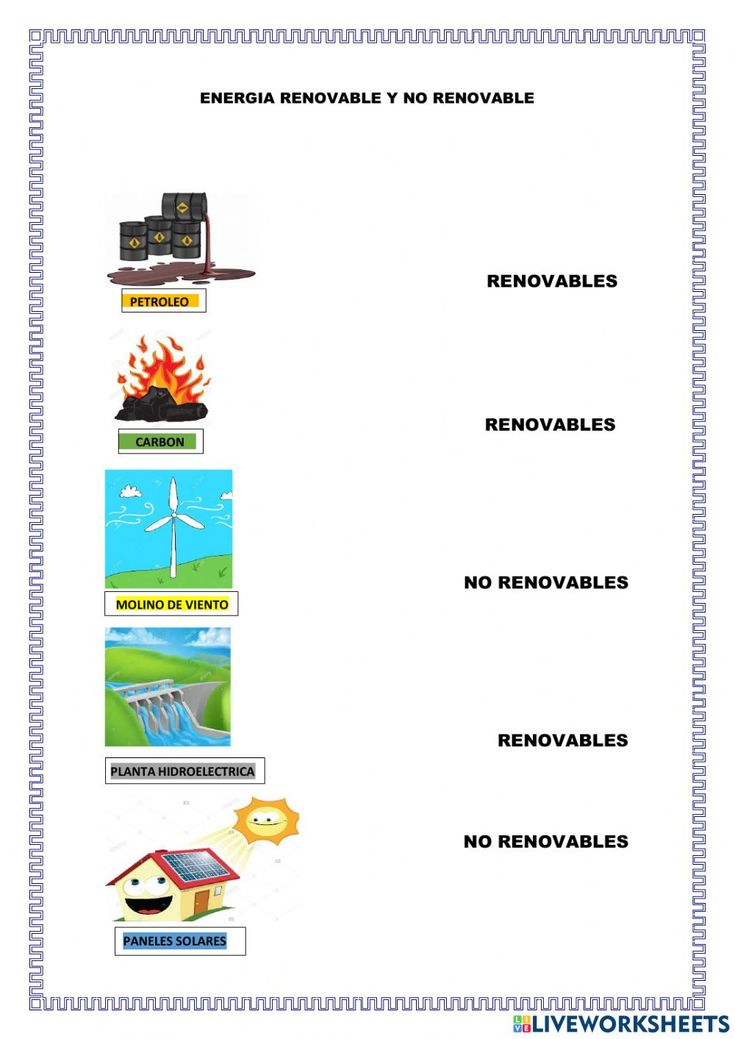 ENERGIA RENOVABLE Y NO RENOVABLE
PETROLEO
RENOVABLES
CARBON
RENOVABLES
MOLINO DE VIENTO
NO RENOVABLES
PLANTA HIDROELECTRICA
RENOVABLES
PANELES SOLARES
NO RENOVABLES
LIVE LIVEWORKSHEETS